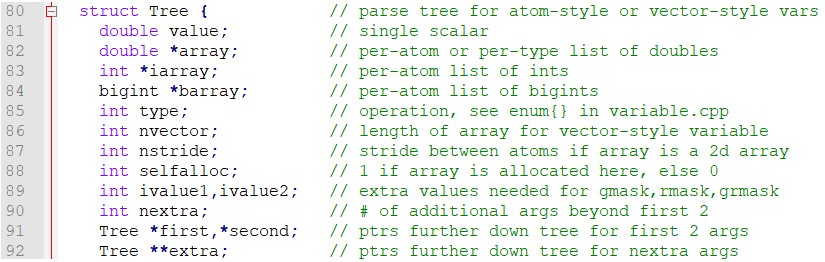 80 struct Tree { // parse tree for atom-style or vector-style vars
81 double value; // single scalar
82 double *array; // per-atom or per-type list of doubles
83 int *iarray; // per-atom list of ints
84 bigint *barray; // per-atom list of bigints
85 int type; // operation, see enum{} in variable.cpp
86 int nvector; // length of array for vector-style variable
87 int nstride; // stride between atoms if array is a 2d array
88 int selfalloc; // 1 if array is allocated here, else 0
89 int ivalue1,ivalue2; // extra values needed for gmask,rmask,grmask
90 int nextra; // # of additional args beyond first 2
91 Tree *first,*second; // ptrs further down tree for first 2 args
92 Tree **extra; // ptrs further down tree for nextra args